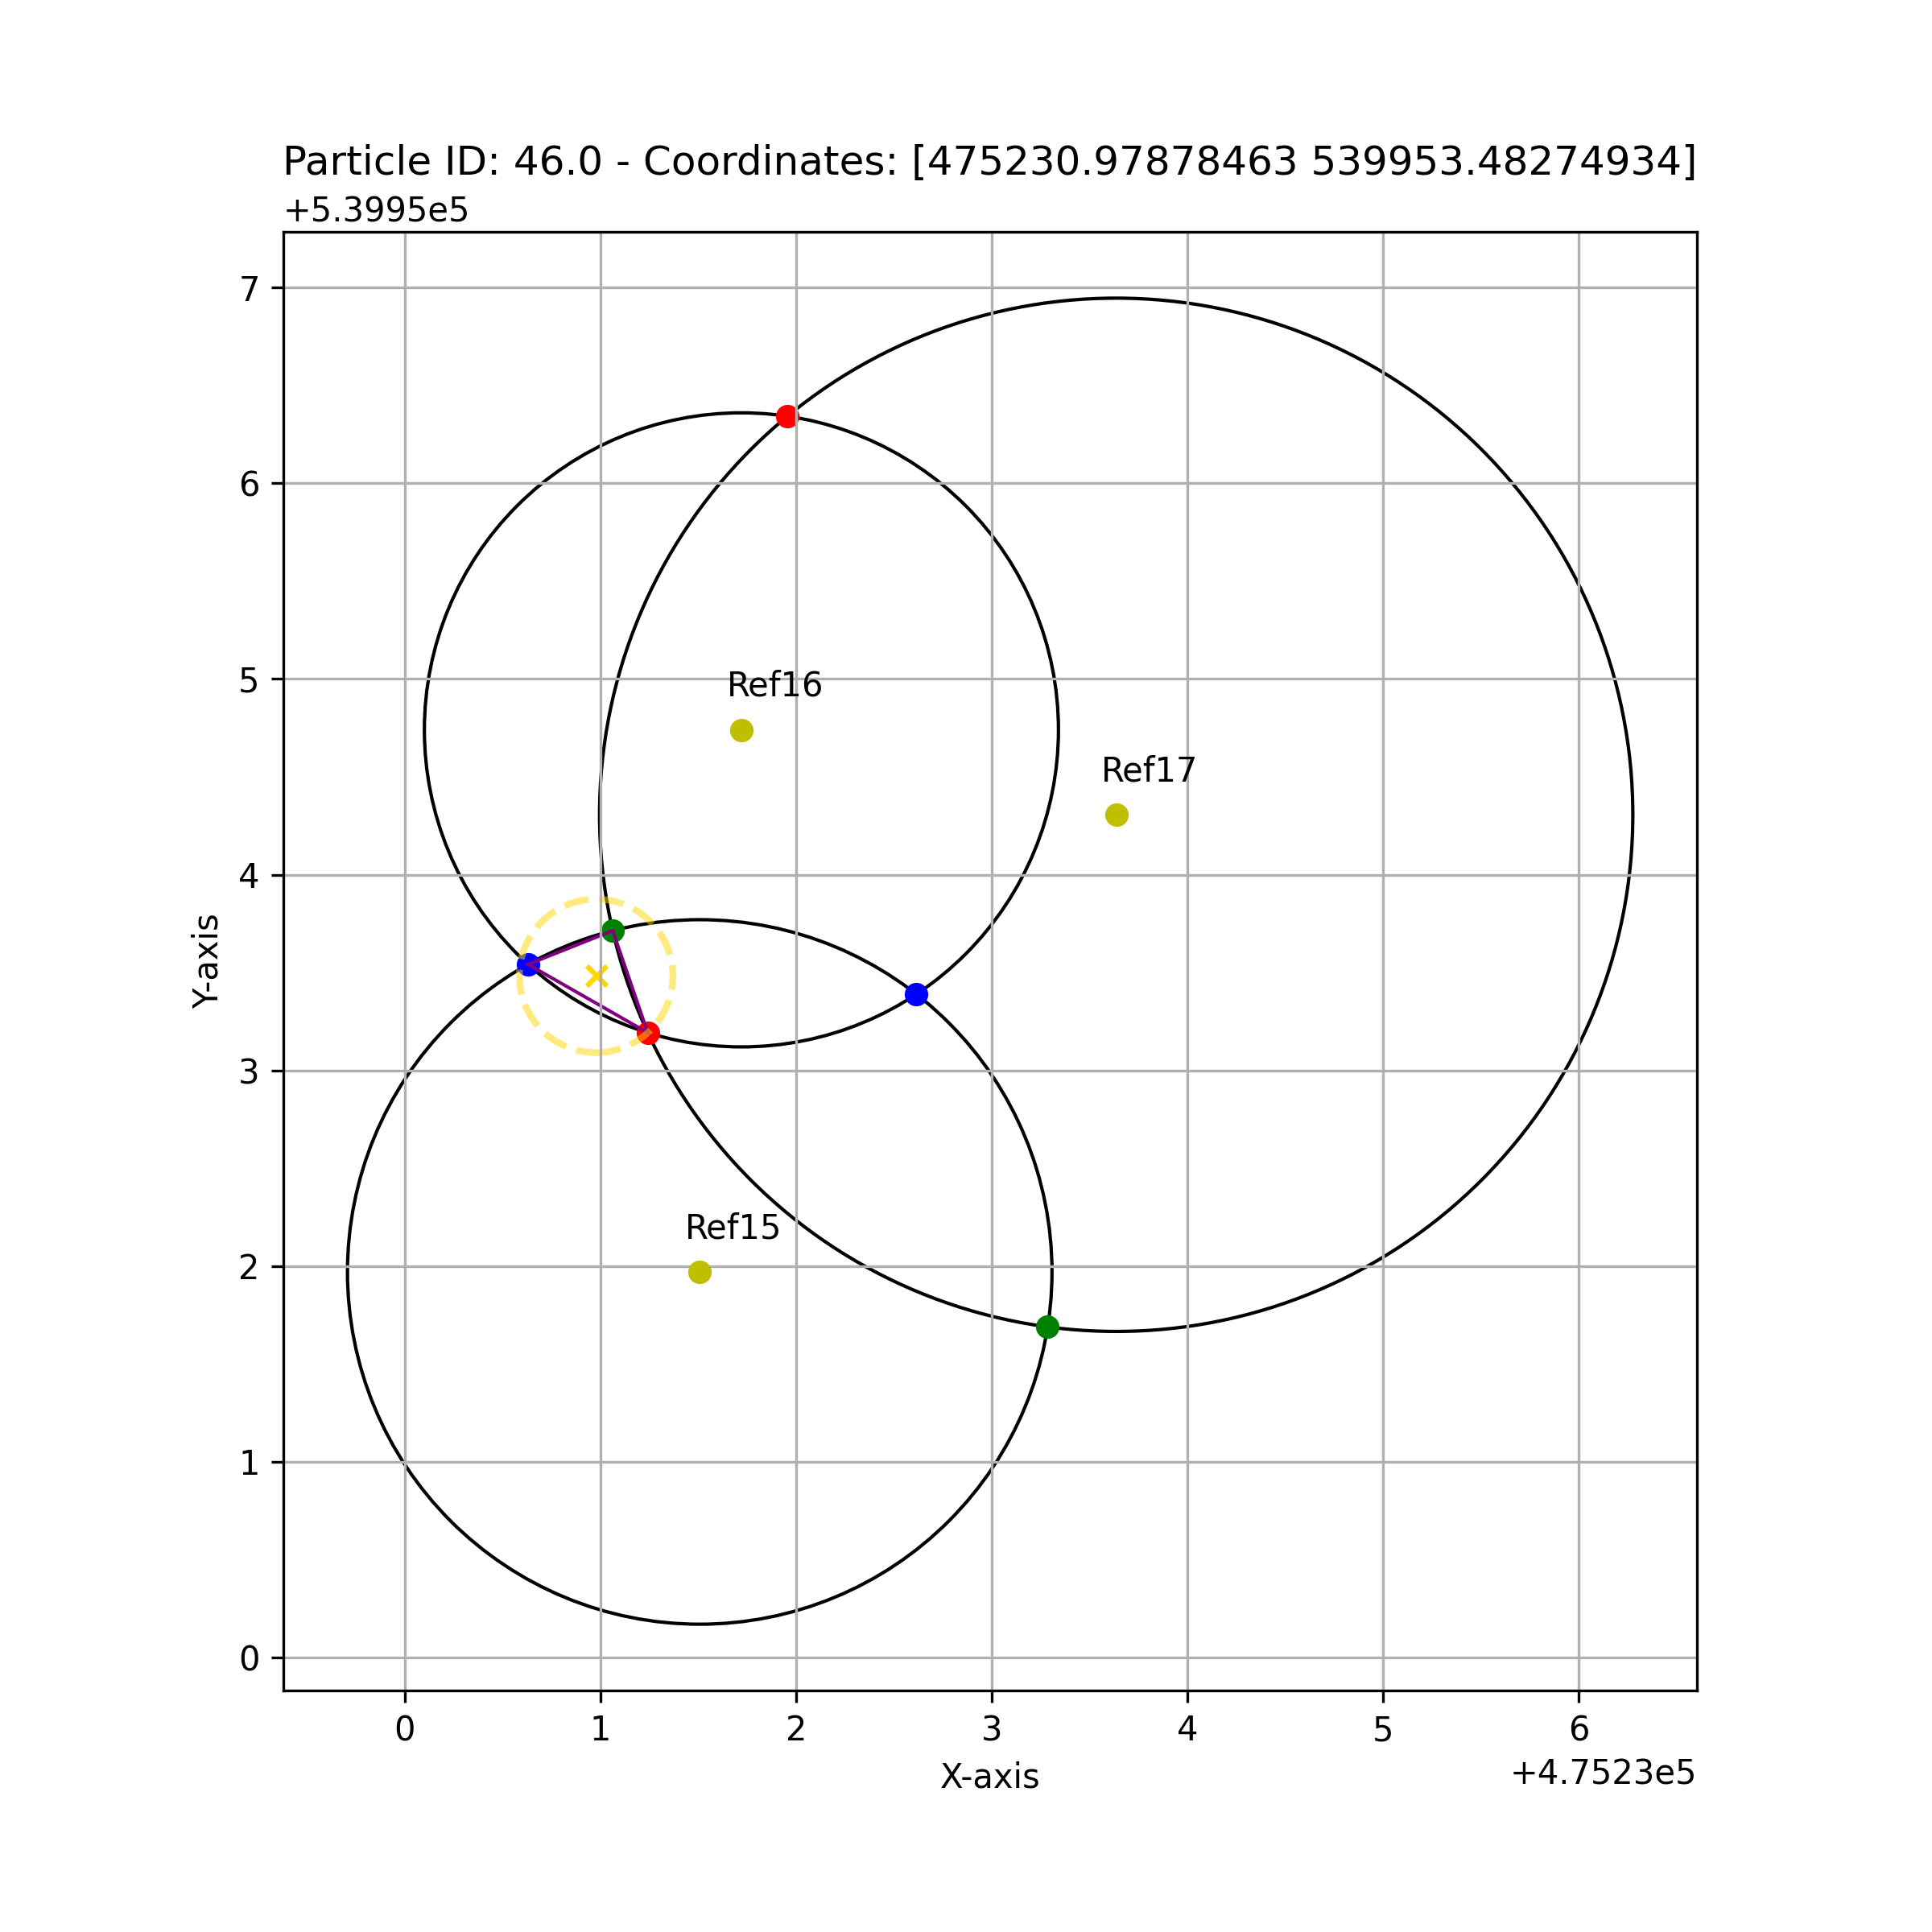 Particle ID: 46.0 - Coordinates: [475230.97878463 539953.48274934]
+5.3995e5
7
6
5
4
3
2
1
0
Y-axis
Ref16
Ref17
Ref15
0 1 2 3 4 5 6
X-axis
+4.7523e5